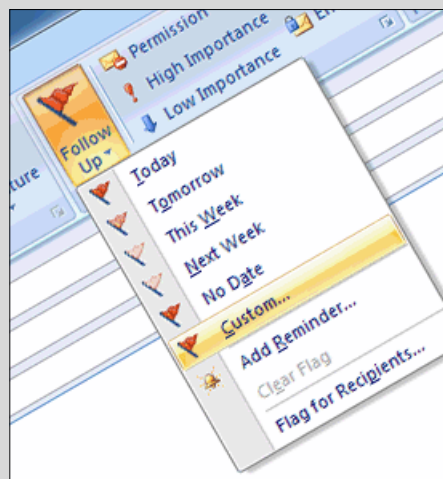 Permission
High Importance
Low Importance
Follow
Up
Today
Tomorrow
This Week
Next Week
No Date
Custom...
Add Reminder...
Clear Flag
Flag for Recipients...